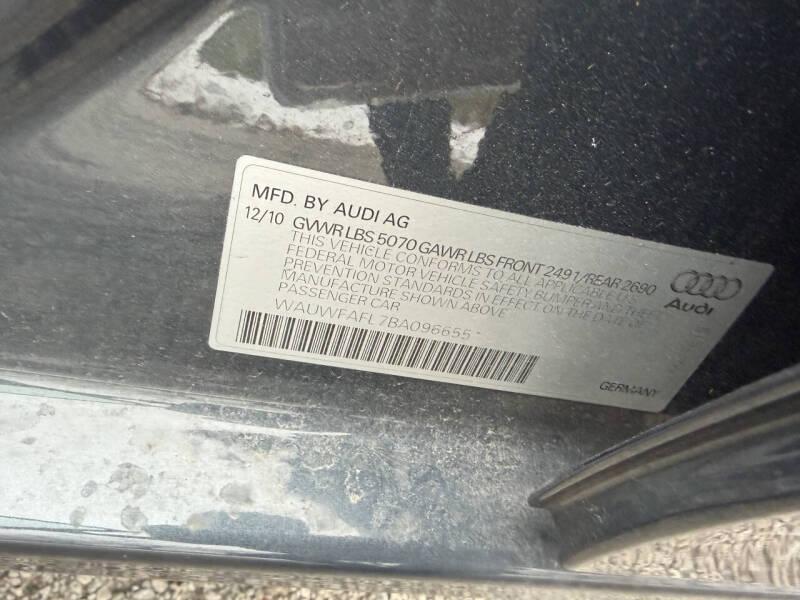 MFD. BY AUDI AG
12/10 GVWR LBS 5070 GAWR LBS FRONT 2491/REAR 2690
THIS VEHICLE CONFORMS TO ALL APPLICABLE US
FEDERAL MOTOR VEHICLE SAFETY, BUMPER AND THEFT
PREVENTION STANDARDS IN EFFECT ON THE DATE OF
MANUFACTURE SHOWN ABOVE
PASSENGER CAR
WAUWFAFL7BA096655
Audi
GERMANY